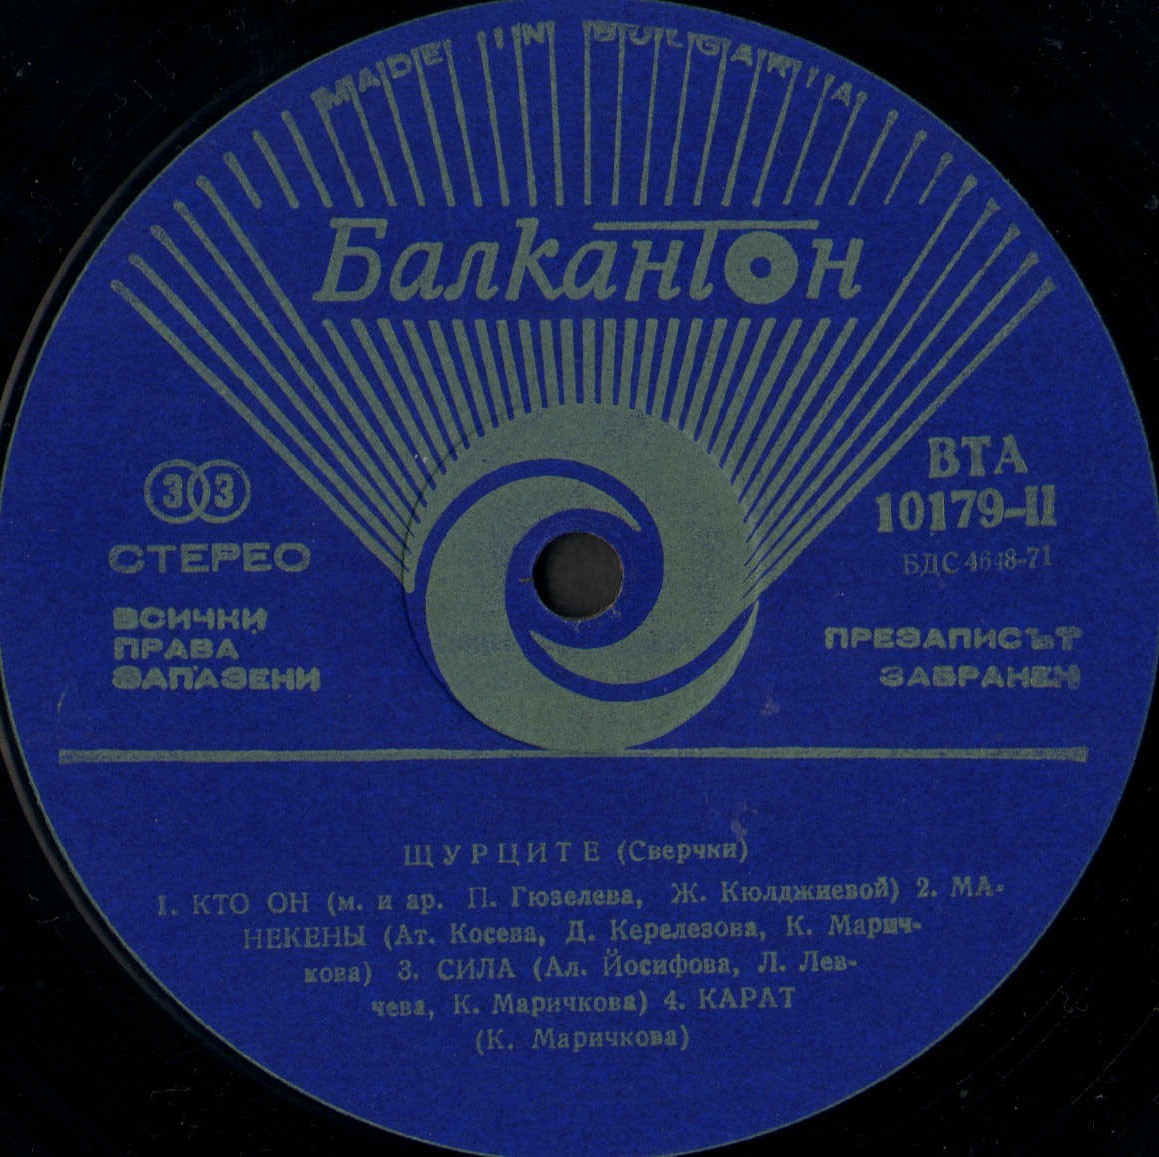 MADE IN BULGARIA
Балкантон
33
СТЕРЕО
ВСИЧКИ
ПРАВА
ЗАПАЗЕНИ
ВТА
10179-II
БДС 4648-71
ПРЕЗАПИСЪТ
ЗАБРАНЕН
ЩУРЦИТЕ (Сверчки)
1. КТО ОН (м. и ар. П. Гюзелева, Ж. Кюлджиевой) 2. МА-
НЕКЕНЫ (Ат. Косева, Д. Керелезова, К. Марич-
кова) 3. СИЛА (Ал. Йосифова, Л. Лев-
чева, К. Маричкова) 4. КАРАТ
(К. Маричкова)